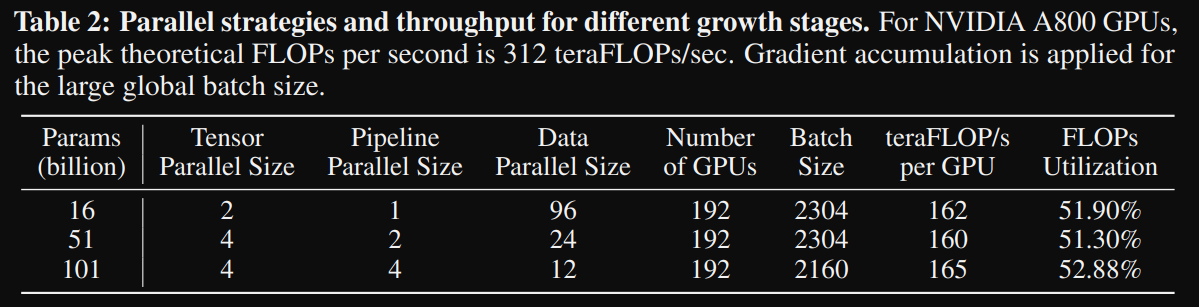 Table 2: Parallel strategies and throughput for different growth stages. For NVIDIA A800 GPUs,
the peak theoretical FLOPs per second is 312 teraFLOPs/sec. Gradient accumulation is applied for
the large global batch size.
Params Tensor Pipeline Data Number Batch teraFLOP/s FLOPs
(billion) Parallel Size Parallel Size Parallel Size of GPUs Size per GPU Utilization
16 2 1 96 192 2304 162 51.90%
51 4 2 24 192 2304 160 51.30%
101 4 4 12 192 2160 165 52.88%